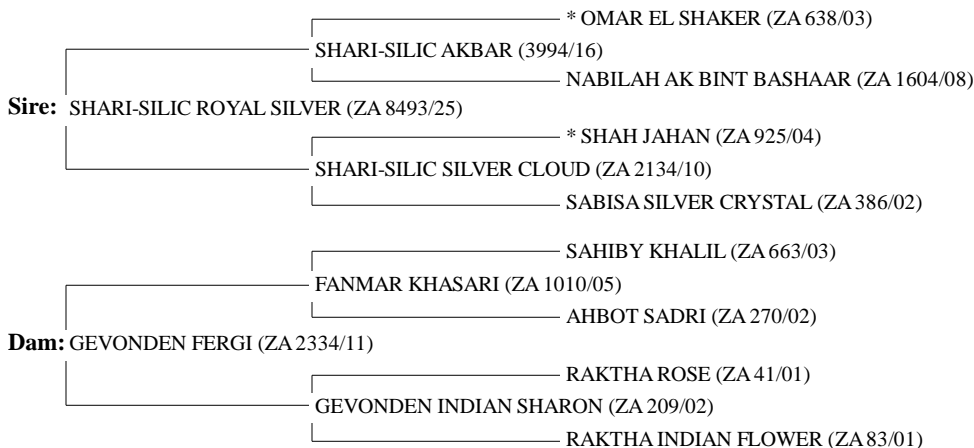 * OMAR EL SHAKER (ZA 638/03)
SHARI-SILIC AKBAR (3994/16)
NABILAH AK BINT BASHAAR (ZA 1604/08)
Sire: SHARI-SILIC ROYAL SILVER (ZA 8493/25)
* SHAH JAHAN (ZA 925/04)
SHARI-SILIC SILVER CLOUD (ZA 2134/10)
SABISA SILVER CRYSTAL (ZA 386/02)
SAHIBY KHALIL (ZA 663/03)
FANMAR KHASARI (ZA 1010/05)
AHBOT SADRI (ZA 270/02)
Dam: GEVONDEN FERGI (ZA 2334/11)
RAKTHA ROSE (ZA 41/01)
GEVONDEN INDIAN SHARON (ZA 209/02)
RAKTHA INDIAN FLOWER (ZA 83/01)